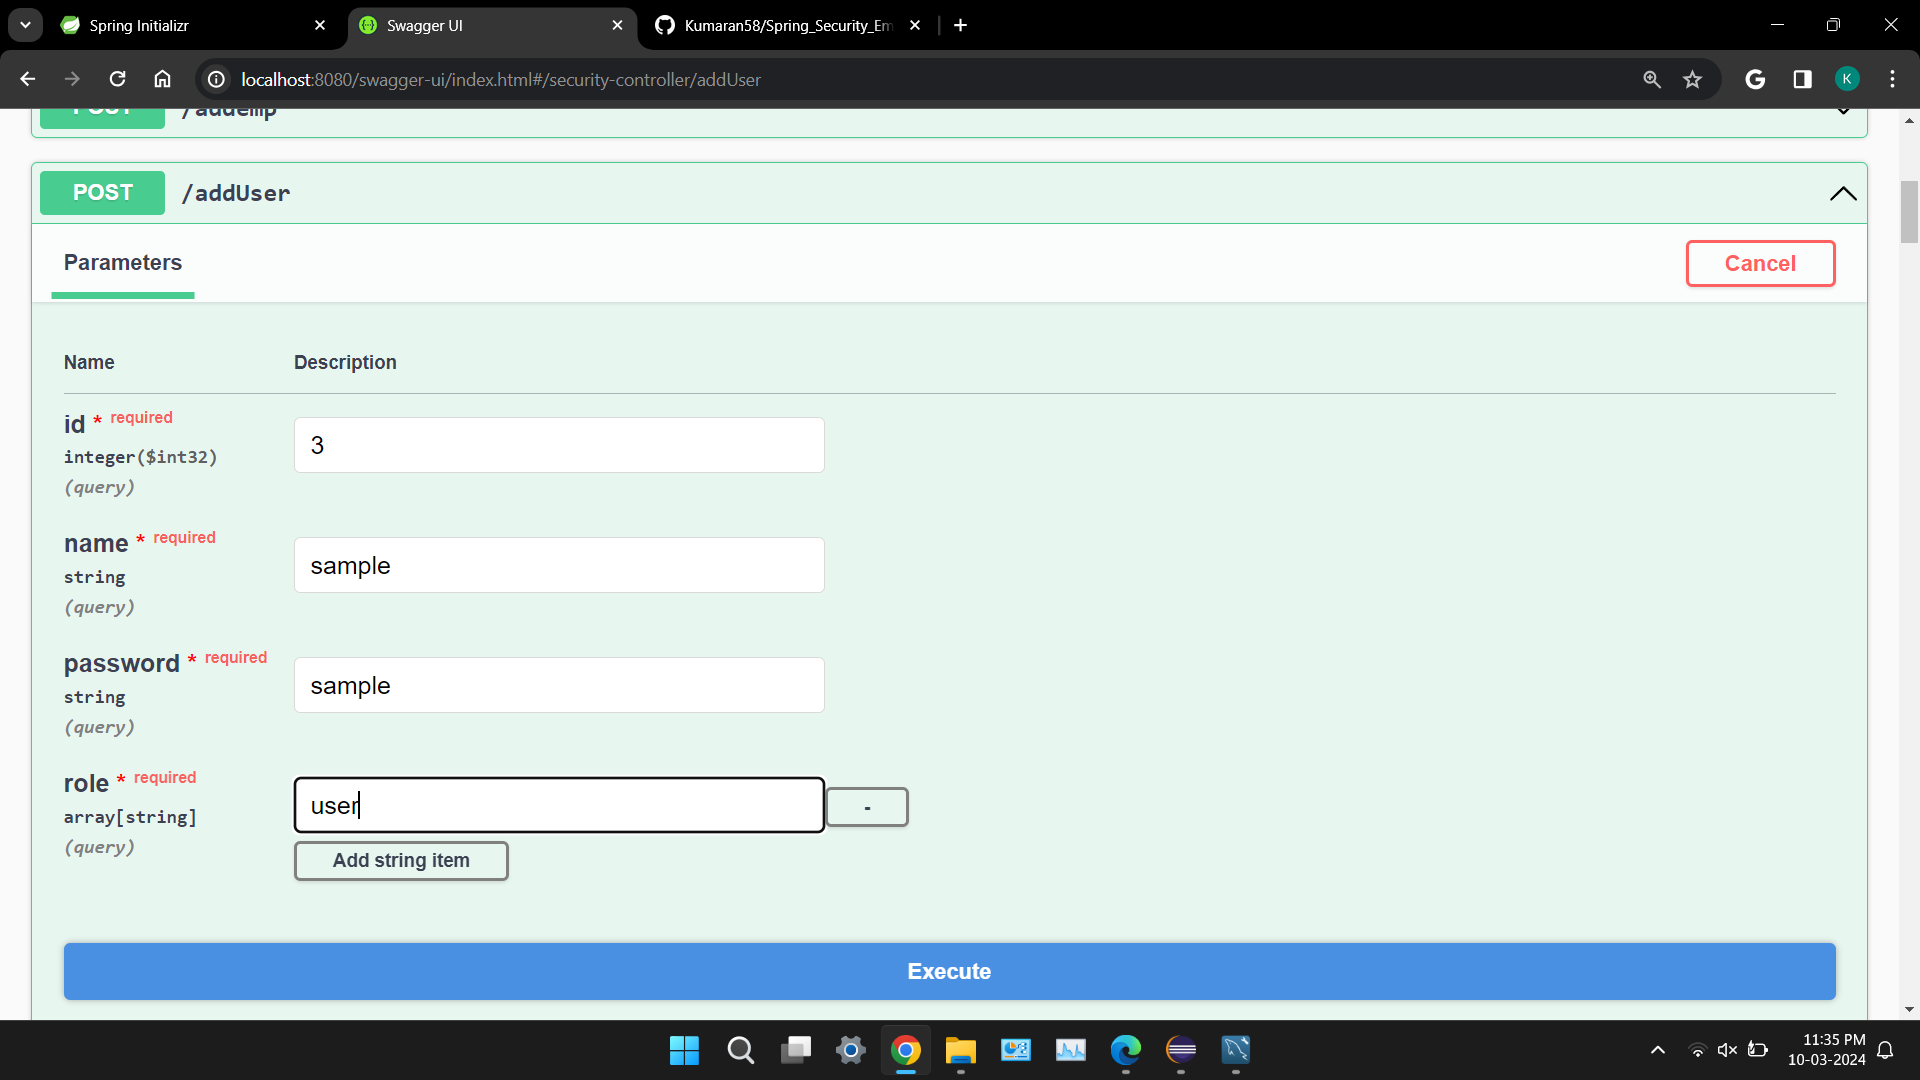 Spring Initializr
Swagger UI
Kumaran58/Spring_Security_Em
localhost:8080/swagger-ui/index.html#/security-controller/addUser
K
POST /addemp
POST /addUser
Parameters
Cancel
Name Description
id * required
integer($int32)
(query)
3
name * required
string
(query)
sample
password * required
string
(query)
sample
role * required
array[string]
(query)
user
-
Add string item
Execute
11:35 PM
10-03-2024